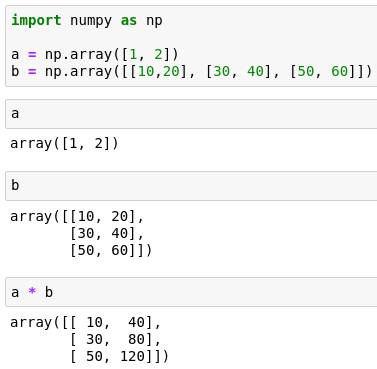 import numpy as np
a = np.array([1, 2])
b = np.array([[10,20], [30, 40], [50, 60]])
a
array([1, 2])
b
array([[10, 20],
       [30, 40],
       [50, 60]])
a * b
array([[ 10,  40],
       [ 30,  80],
       [ 50, 120]])